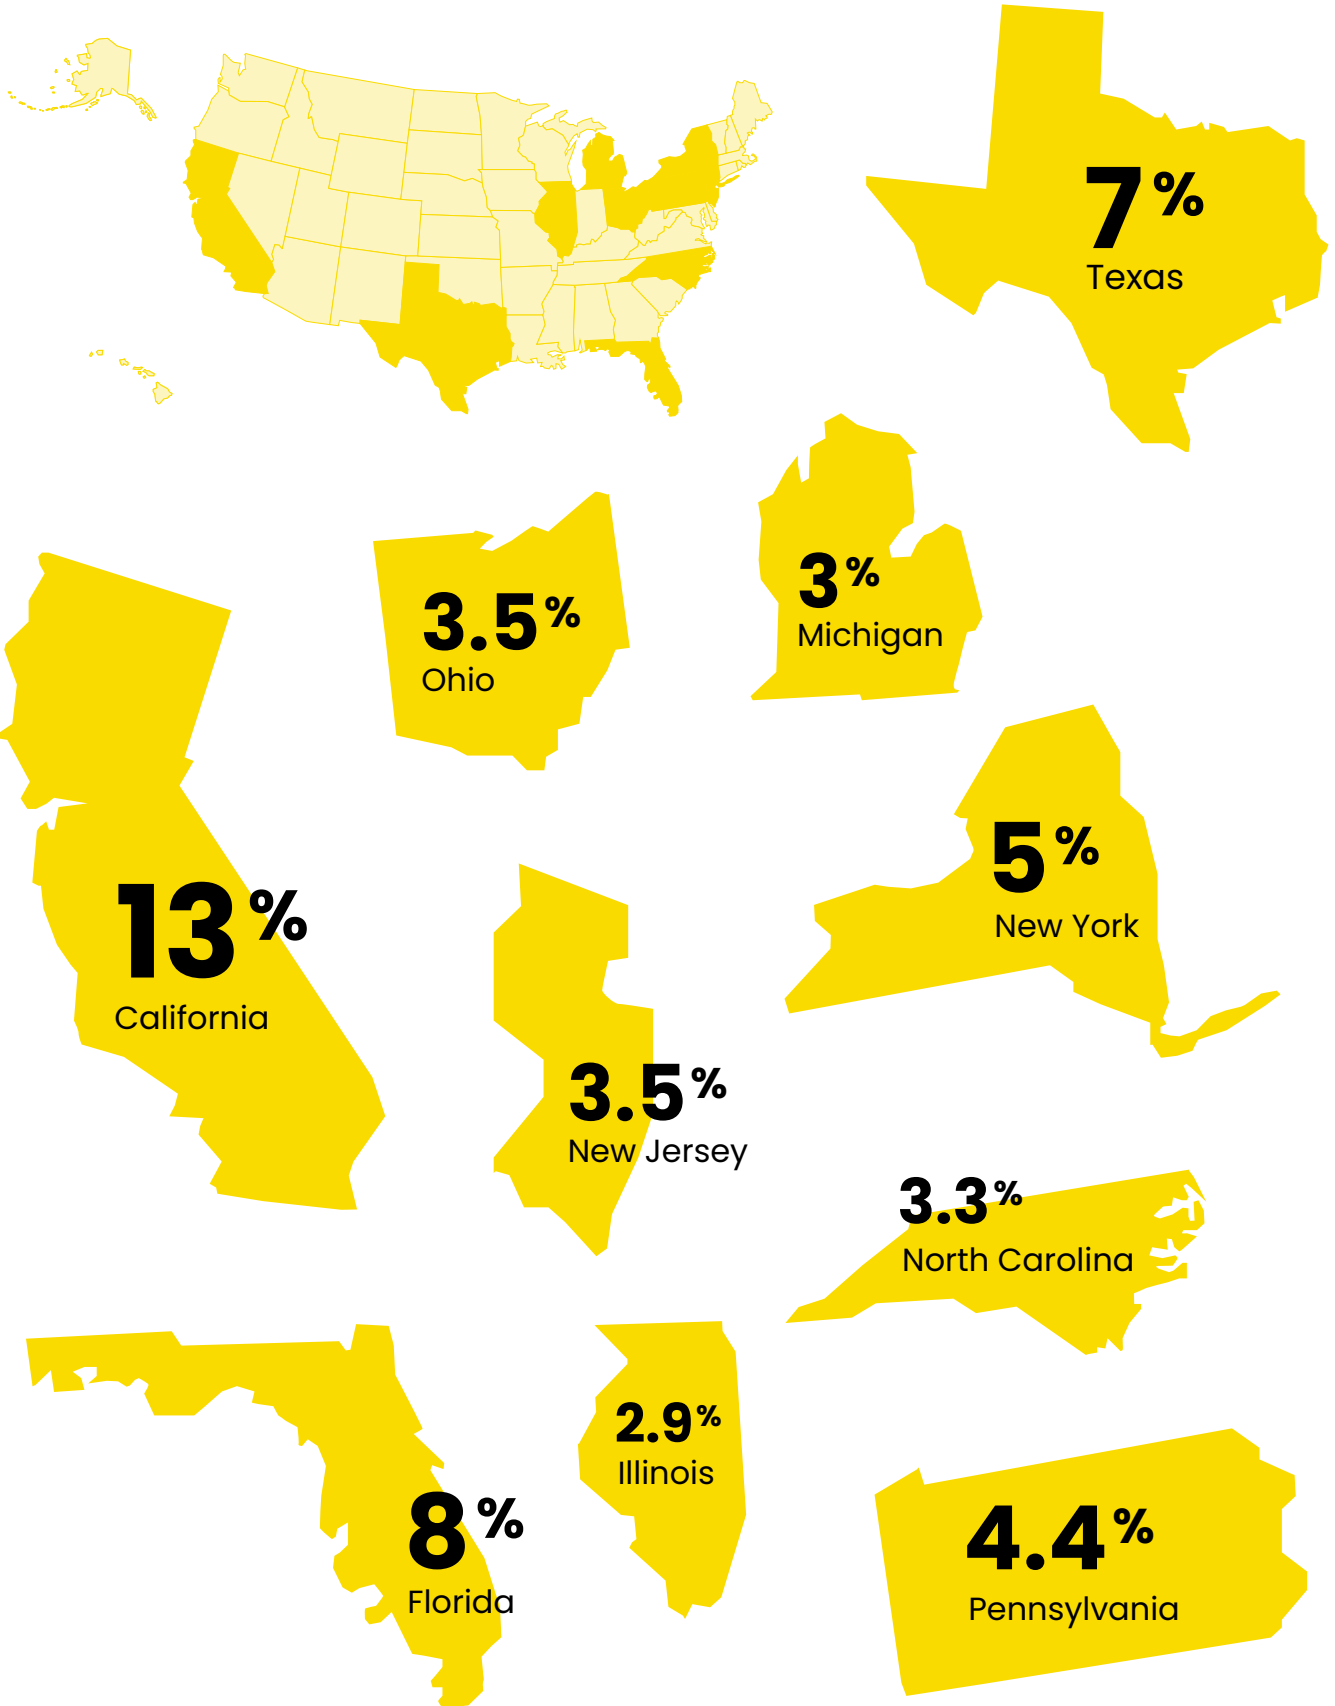 7%
Texas
3%
Michigan
3.5%
Ohio
5%
New York
13%
California
3.5%
New Jersey
3.3%
North Carolina
2.9%
Illinois
8%
Florida
4.4%
Pennsylvania